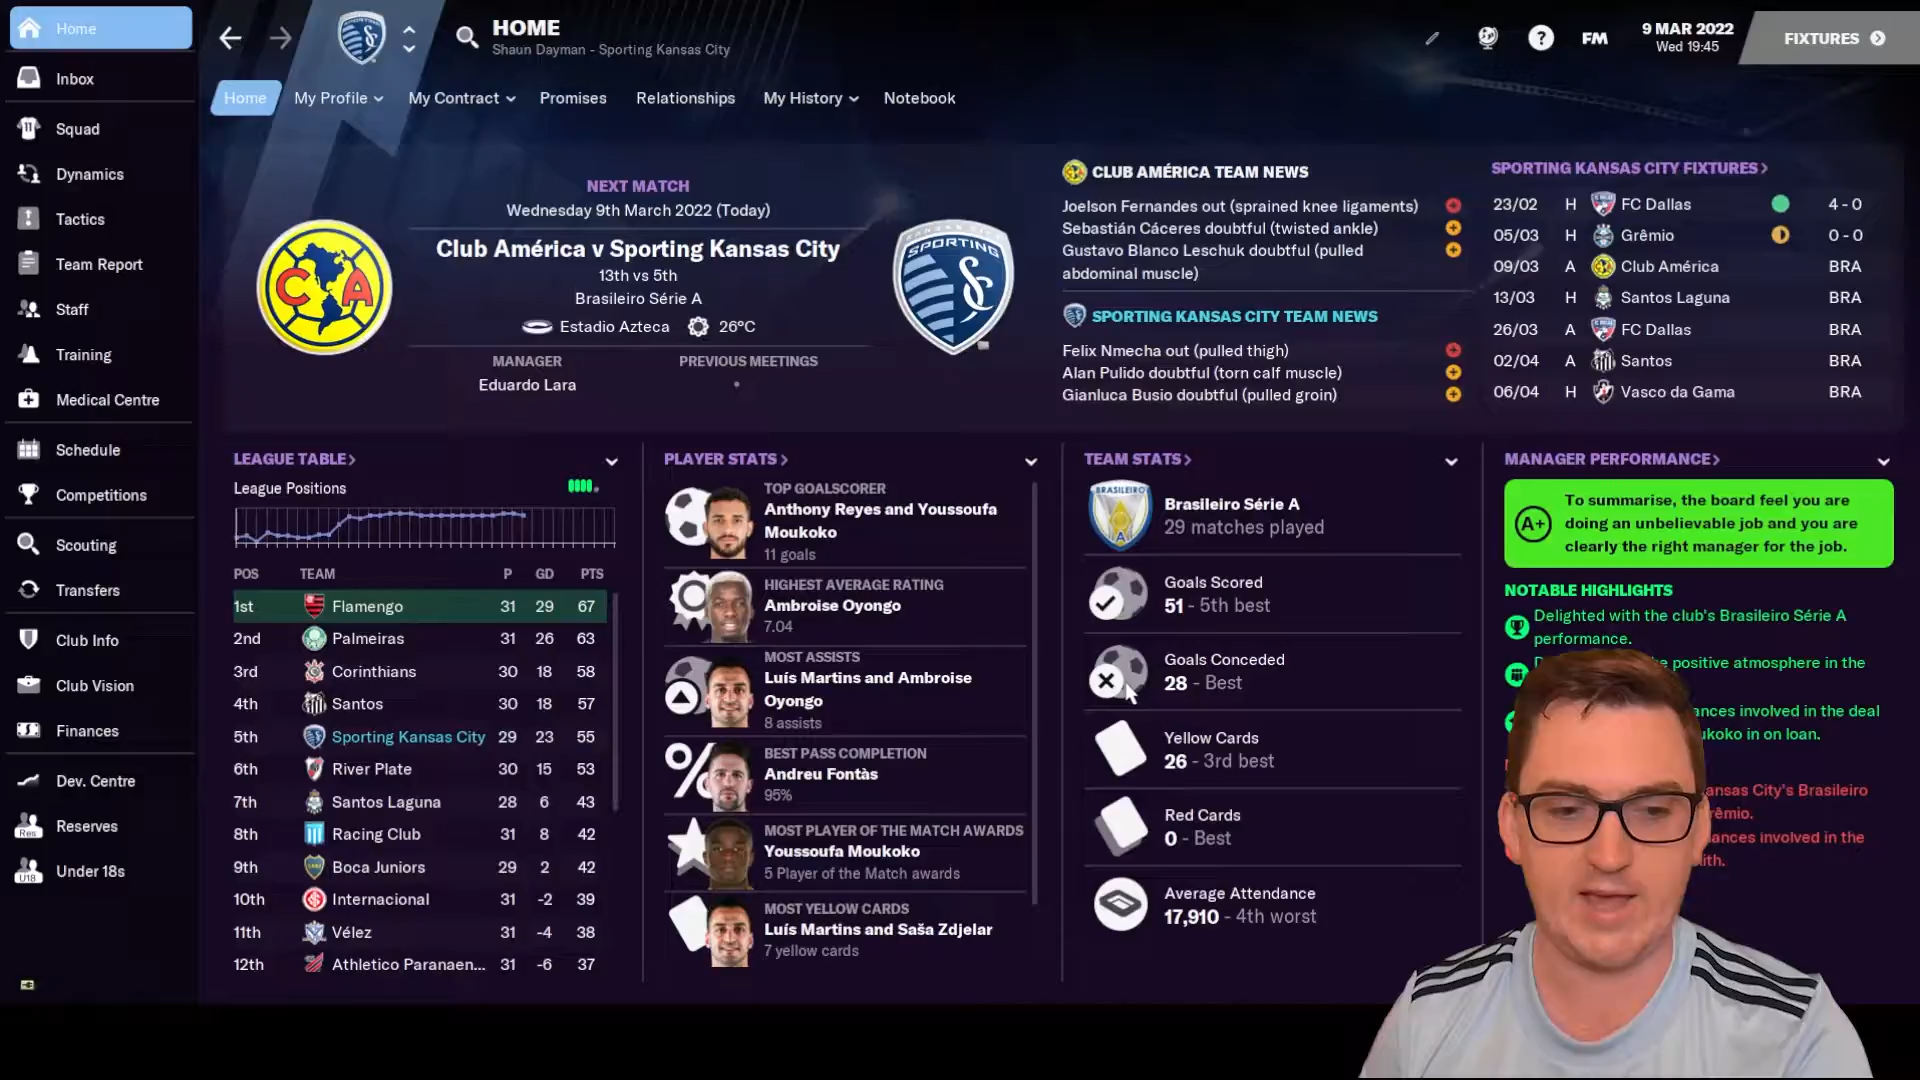 Home
Inbox
Squad
Dynamics
Tactics
Team Report
Staff
Training
Medical Centre
Schedule
Competitions
Scouting
Transfers
Club Info
Club Vision
Finances
Dev. Centre
Reserves
Under 18s
HOME
Shaun Dayman - Sporting Kansas City
FM
9 MAR 2022
Wed 19:45
FIXTURES
Home
My Profile
My Contract
Promises
Relationships
My History
Notebook
NEXT MATCH
Wednesday 9th March 2022 (Today)
Club América v Sporting Kansas City
13th vs 5th
Brasileiro Série A
Estadio Azteca 26°C
MANAGER
Eduardo Lara
PREVIOUS MEETINGS
CLUB AMÉRICA TEAM NEWS
Joelson Fernandes out (sprained knee ligaments)
Sebastián Cáceres doubtful (twisted ankle)
Gustavo Blanco Leschuk doubtful (pulled
abdominal muscle)
SPORTING KANSAS CITY TEAM NEWS
Felix Nmecha out (pulled thigh)
Alan Pulido doubtful (torn calf muscle)
Gianluca Busio doubtful (pulled groin)
SPORTING KANSAS CITY FIXTURES
23/02 H FC Dallas 4 - 0
05/03 H Grêmio 0 - 0
09/03 A Club América BRA
13/03 H Santos Laguna BRA
26/03 A FC Dallas BRA
02/04 A Santos BRA
06/04 H Vasco da Gama BRA
LEAGUE TABLE
League Positions
POS TEAM P GD PTS
1st Flamengo 31 29 67
2nd Palmeiras 31 26 63
3rd Corinthians 30 18 58
4th Santos 30 18 57
5th Sporting Kansas City 29 23 55
6th River Plate 30 15 53
7th Santos Laguna 28 6 43
8th Racing Club 31 8 42
9th Boca Juniors 29 2 42
10th Internacional 31 -2 39
11th Vélez 31 -4 38
12th Athletico Paranaen... 31 -6 37
PLAYER STATS
TOP GOALSCORER
Anthony Reyes and Youssoufa
Moukoko
11 goals
HIGHEST AVERAGE RATING
Ambroise Oyongo
7.04
MOST ASSISTS
Luís Martins and Ambroise
Oyongo
8 assists
BEST PASS COMPLETION
Andreu Fontàs
95%
MOST PLAYER OF THE MATCH AWARDS
Youssoufa Moukoko
5 Player of the Match awards
MOST YELLOW CARDS
Luís Martins and Saša Zdjelar
7 yellow cards
TEAM STATS
Brasileiro Série A
29 matches played
Goals Scored
51 - 5th best
Goals Conceded
28 - Best
Yellow Cards
26 - 3rd best
Red Cards
0 - Best
Average Attendance
17,910 - 4th worst
MANAGER PERFORMANCE
A+
To summarise, the board feel you are
doing an unbelievable job and you are
clearly the right manager for the job.
NOTABLE HIGHLIGHTS
Delighted with the club's Brasileiro Série A
performance.
positive atmosphere in the
involved in the deal
in on loan.
City's Brasileiro
involved in the